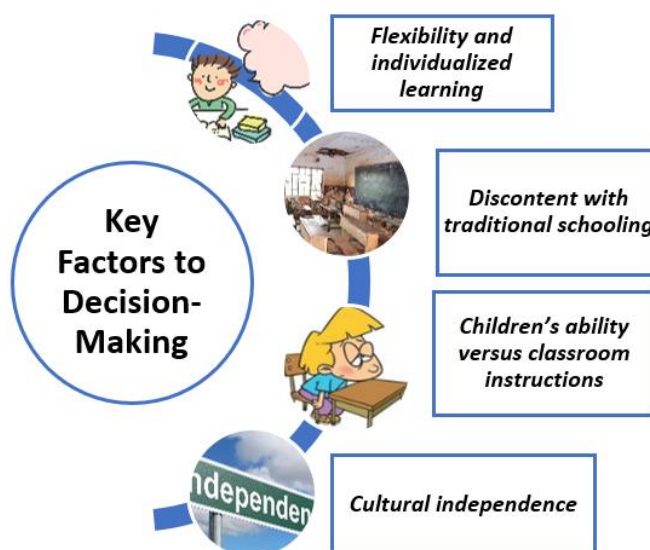 Flexibility and
individualized
learning
Key
Factors to
Decision-
Making
Discontent with
traditional schooling
Children's ability
versus classroom
instructions
ndependen
Cultural independence